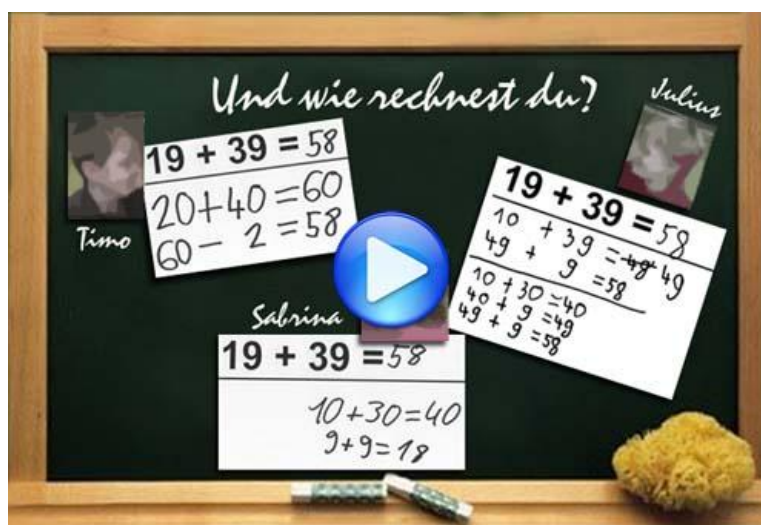 Und wie rechnest du?
Timo
19 + 39 = 58
20+40=60
60- 2=58
Julius
19 + 39 = 58
10 + 39 = 48 49
49 + 9 =58
10+30=40
40+ 9 =49
49+ 9 =58
Sabrina
19 + 39 = 58
10+30=40
9+9=18